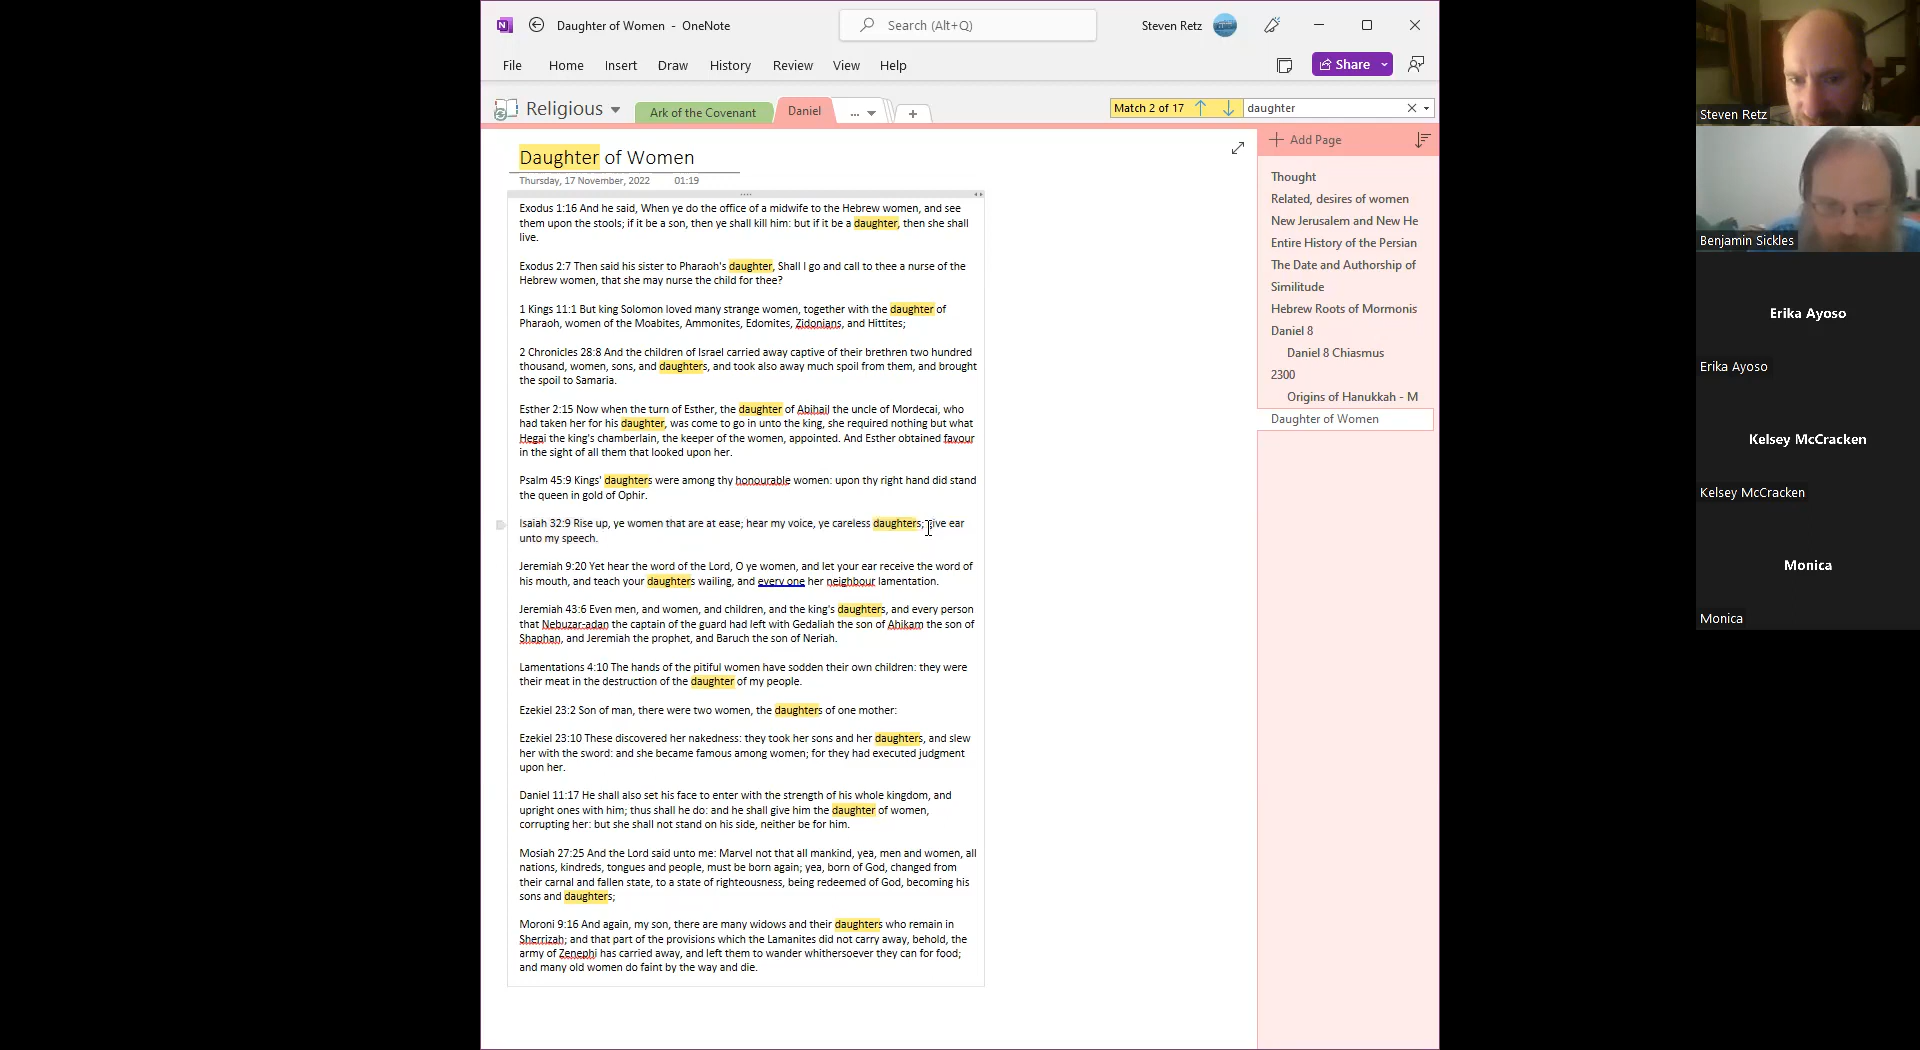 Daughter of Women - OneNote
Search (Alt+Q)
Steven Retz
File Home Insert Draw History Review View Help
Share
Religious
Ark of the Covenant
Daniel
...
+
Match 2 of 17
daughter
Daughter of Women
Thursday, 17 November, 2022 01:19
Exodus 1:16 And he said, When ye do the office of a midwife to the Hebrew women, and see
them upon the stools; if it be a son, then ye shall kill him: but if it be a daughter, then she shall
live.
Exodus 2:7 Then said his sister to Pharaoh's daughter, Shall I go and call to thee a nurse of the
Hebrew women, that she may nurse the child for thee?
1 Kings 11:1 But king Solomon loved many strange women, together with the daughter of
Pharaoh, women of the Moabites, Ammonites, Edomites, Zidonians, and Hittites;
2 Chronicles 28:8 And the children of Israel carried away captive of their brethren two hundred
thousand, women, sons, and daughters, and took also away much spoil from them, and brought
the spoil to Samaria.
Esther 2:15 Now when the turn of Esther, the daughter of Abihail the uncle of Mordecai, who
had taken her for his daughter, was come to go in unto the king, she required nothing but what
Hegai the king's chamberlain, the keeper of the women, appointed. And Esther obtained favour
in the sight of all them that looked upon her.
Psalm 45:9 Kings' daughters were among thy honourable women: upon thy right hand did stand
the queen in gold of Ophir.
Isaiah 32:9 Rise up, ye women that are at ease; hear my voice, ye careless daughters; give ear
unto my speech.
Jeremiah 9:20 Yet hear the word of the Lord, O ye women, and let your ear receive the word of
his mouth, and teach your daughters wailing, and every one her neighbour lamentation.
Jeremiah 43:6 Even men, and women, and children, and the king's daughters, and every person
that Nebuzar-adan the captain of the guard had left with Gedaliah the son of Ahikam the son of
Shaphan, and Jeremiah the prophet, and Baruch the son of Neriah.
Lamentations 4:10 The hands of the pitiful women have sodden their own children: they were
their meat in the destruction of the daughter of my people.
Ezekiel 23:2 Son of man, there were two women, the daughters of one mother:
Ezekiel 23:10 These discovered her nakedness: they took her sons and her daughters, and slew
her with the sword: and she became famous among women; for they had executed judgment
upon her.
Daniel 11:17 He shall also set his face to enter with the strength of his whole kingdom, and
upright ones with him; thus shall he do: and he shall give him the daughter of women,
corrupting her: but she shall not stand on his side, neither be for him.
Mosiah 27:25 And the Lord said unto me: Marvel not that all mankind, yea, men and women, all
nations, kindreds, tongues and people, must be born again; yea, born of God, changed from
their carnal and fallen state, to a state of righteousness, being redeemed of God, becoming his
sons and daughters;
Moroni 9:16 And again, my son, there are many widows and their daughters who remain in
Sherrizah; and that part of the provisions which the Lamanites did not carry away, behold, the
army of Zenephi has carried away, and left them to wander whithersoever they can for food;
and many old women do faint by the way and die.
Add Page
Thought
Related, desires of women
New Jerusalem and New He
Entire History of the Persian
The Date and Authorship of
Similitude
Hebrew Roots of Mormonis
Daniel 8
Daniel 8 Chiasmus
2300
Origins of Hanukkah - M
Daughter of Women
Steven Retz
Benjamin Sickles
Erika Ayoso
Erika Ayoso
Kelsey McCracken
Kelsey McCracken
Monica
Monica